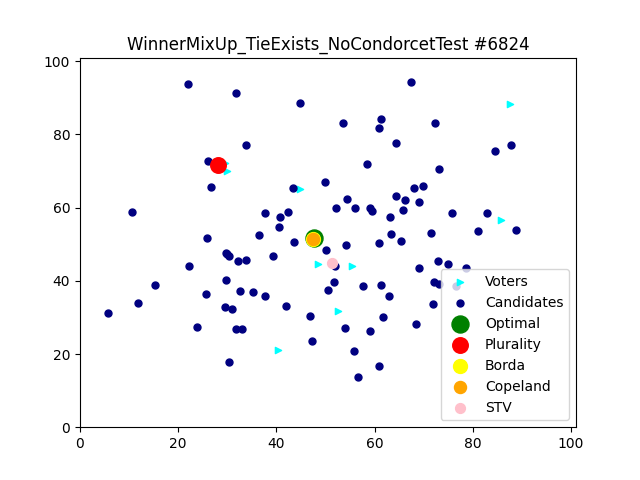 WinnerMixUp_TieExists_NoCondorcetTest #6824
100
80
60
40
20
0
0 20 40 60 80 100
Voters
Candidates
Optimal
Plurality
Borda
Copeland
STV